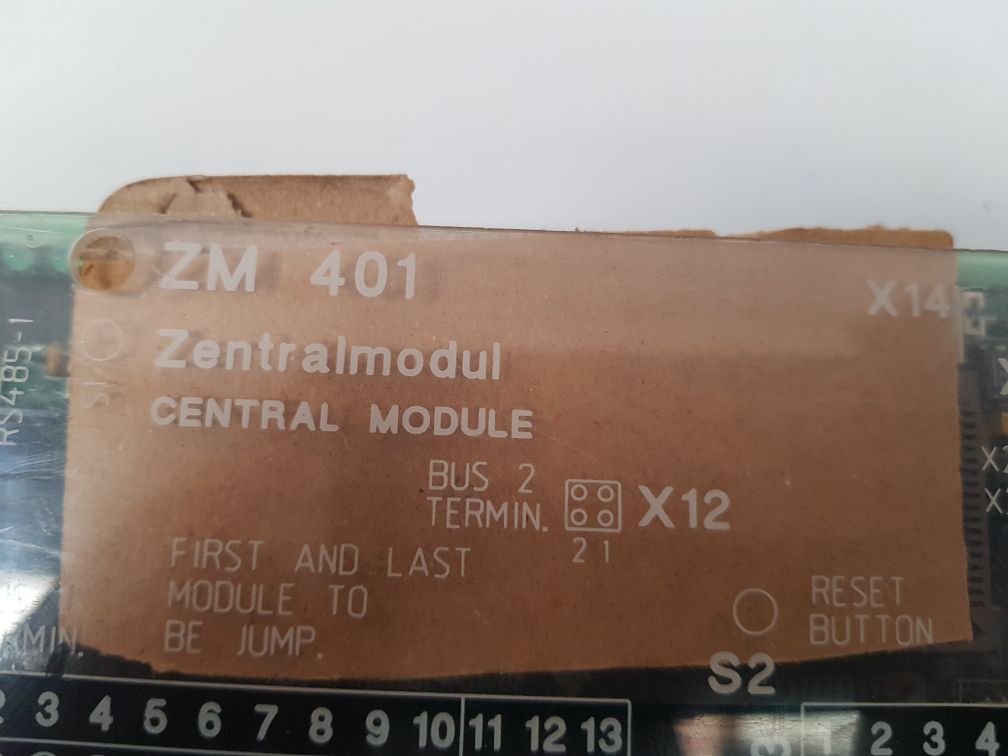 ZM 401
X14
Zentralmodul
RS485-1
S1
CENTRAL MODULE
BUS 2
TERMIN.
X12
2 1
FIRST AND LAST
MODULE TO
BE JUMP.
RESET
BUTTON
S2
3 4 5 6 7 8 9 10 11 12 13
1 2 3 4